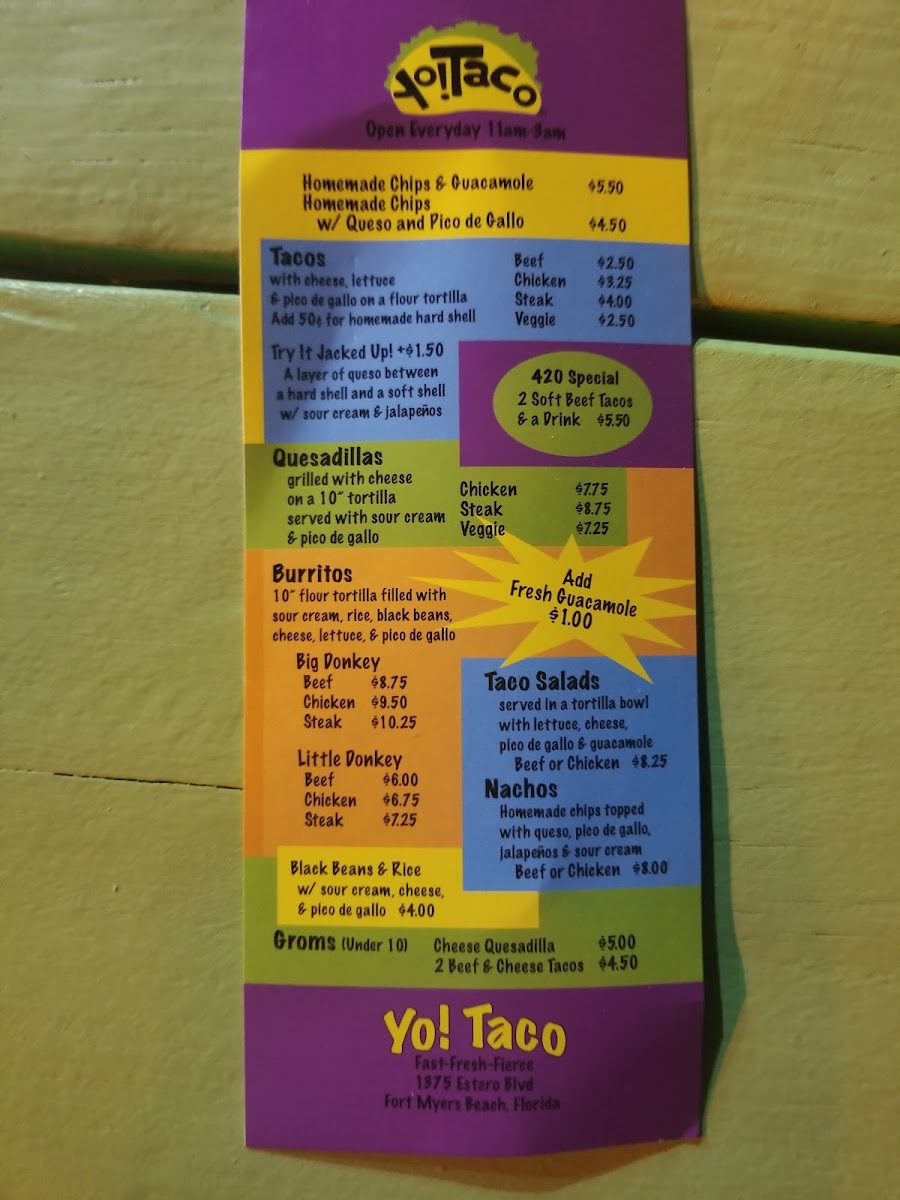 Yo! Taco
Open Everyday 11am-3am
Homemade Chips & Guacamole $5.50
Homemade Chips
w/ Queso and Pico de Gallo $4.50
Tacos
with cheese, lettuce
& pico de gallo on a flour tortilla
Add 50¢ for homemade hard shell
Beef $2.50
Chicken $3.25
Steak $4.00
Veggie $2.50
Try It Jacked Up! +$1.50
A layer of queso between
a hard shell and a soft shell
w/ sour cream & jalapeños
420 Special
2 Soft Beef Tacos
& a Drink $5.50
Quesadillas
grilled with cheese
on a 10" tortilla
served with sour cream
& pico de gallo
Chicken $7.75
Steak $8.75
Veggie $7.25
Add
Fresh Guacamole
$1.00
Burritos
10" flour tortilla filled with
sour cream, rice, black beans,
cheese, lettuce, & pico de gallo
Big Donkey
Beef $8.75
Chicken $9.50
Steak $10.25
Little Donkey
Beef $6.00
Chicken $6.75
Steak $7.25
Taco Salads
served in a tortilla bowl
with lettuce, cheese,
pico de gallo & guacamole
Beef or Chicken $8.25
Nachos
Homemade chips topped
with queso, pico de gallo,
jalapeños & sour cream
Beef or Chicken $8.00
Black Beans & Rice
w/ sour cream, cheese,
& pico de gallo $4.00
Groms (Under 10) Cheese Quesadilla $5.00
2 Beef & Cheese Tacos $4.50
Yo! Taco
Fast-Fresh-Fierce
1375 Estero Blvd
Fort Myers Beach, Florida